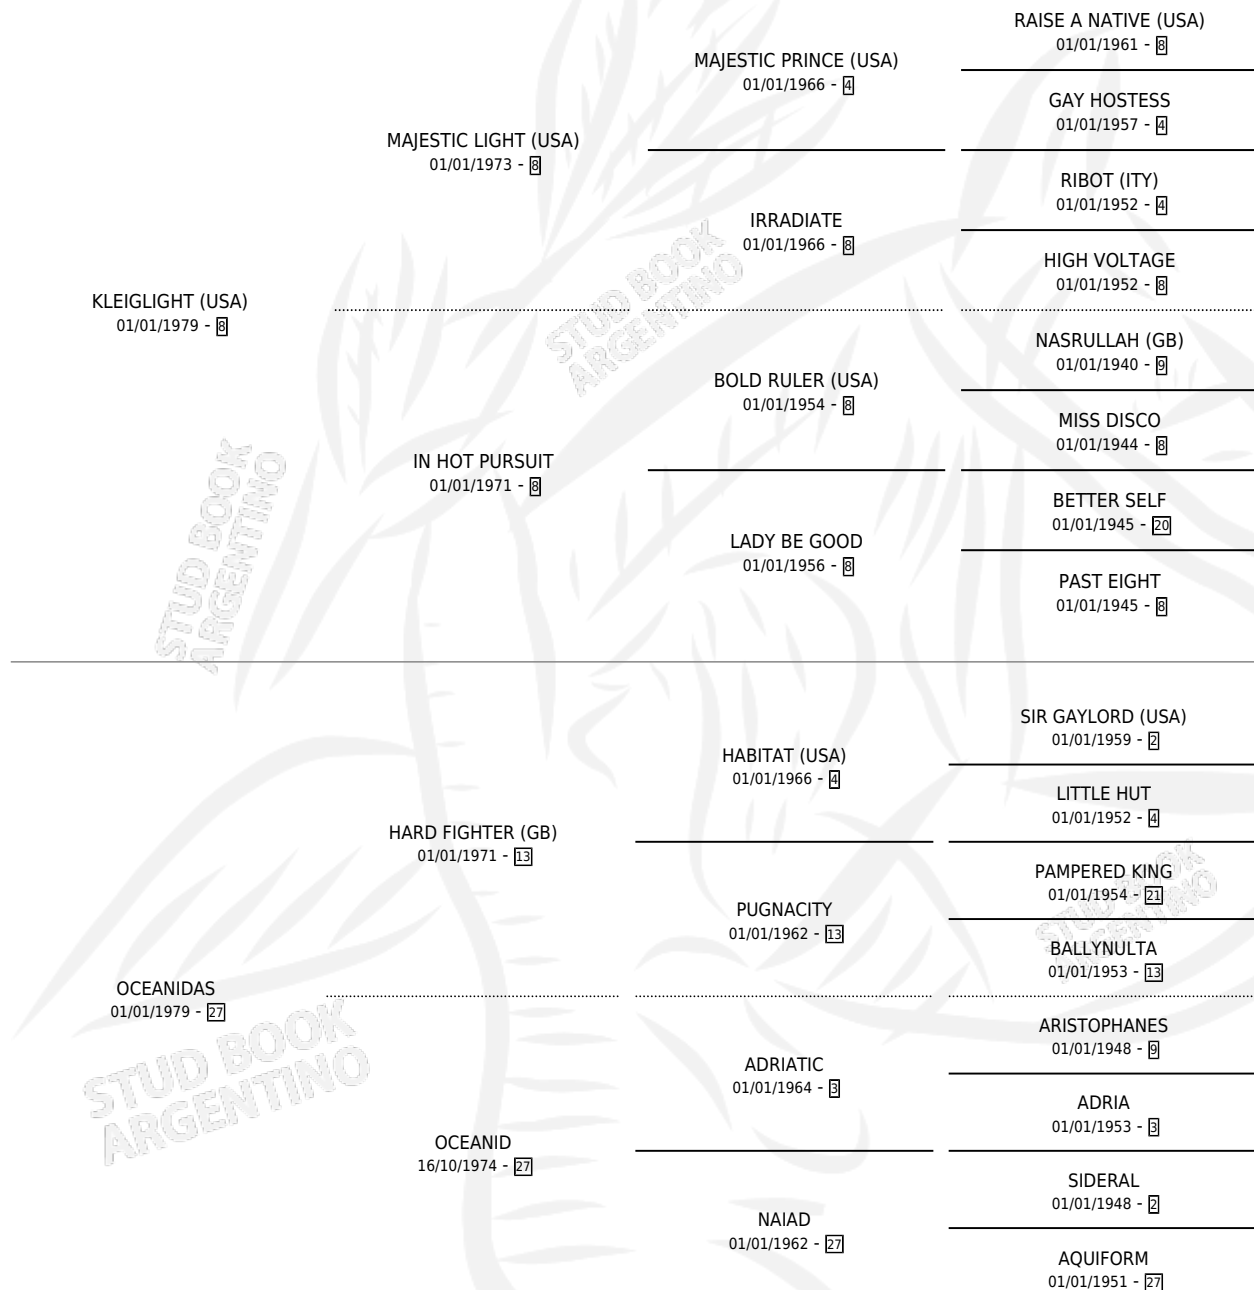 RAISE A NATIVE (USA)
01/01/1961 - 8
MAJESTIC PRINCE (USA)
01/01/1966 - 4
GAY HOSTESS
01/01/1957 - 4
MAJESTIC LIGHT (USA)
01/01/1973 - 8
RIBOT (ITY)
01/01/1952 - 4
IRRADIATE
01/01/1966 - 8
HIGH VOLTAGE
01/01/1952 - 8
KLEIGLIGHT (USA)
01/01/1979 - 8
NASRULLAH (GB)
01/01/1940 - 9
BOLD RULER (USA)
01/01/1954 - 8
MISS DISCO
01/01/1944 - 8
IN HOT PURSUIT
01/01/1971 - 8
BETTER SELF
01/01/1945 - 20
LADY BE GOOD
01/01/1956 - 8
PAST EIGHT
01/01/1945 - 8
STUD BOOK
ARGENTINO
STUD BOOK
ARGENTINO
SIR GAYLORD (USA)
01/01/1959 - 2
HABITAT (USA)
01/01/1966 - 4
LITTLE HUT
01/01/1952 - 4
HARD FIGHTER (GB)
01/01/1971 - 13
PAMPERED KING
01/01/1954 - 21
PUGNACITY
01/01/1962 - 13
BALLYNULTA
01/01/1953 - 13
OCEANIDAS
01/01/1979 - 27
ARISTOPHANES
01/01/1948 - 9
ADRIATIC
01/01/1964 - 3
ADRIA
01/01/1953 - 3
OCEANID
16/10/1974 - 27
SIDERAL
01/01/1948 - 2
NAIAD
01/01/1962 - 27
AQUIFORM
01/01/1951 - 27
STUD BOOK
ARGENTINO
STUD BOOK
ARGENTINO